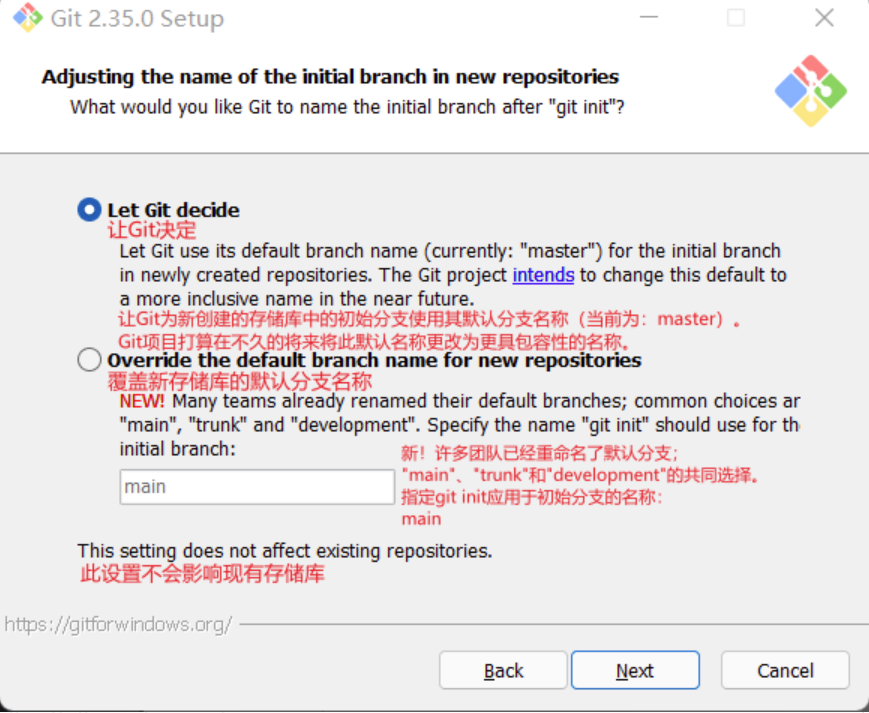 Git 2.35.0 Setup
Adjusting the name of the initial branch in new repositories
What would you like Git to name the initial branch after "git init"?
Let Git decide
让Git决定
Let Git use its default branch name (currently: "master") for the initial branch
in newly created repositories. The Git project intends to change this default to
a more inclusive name in the near future.
让Git为新创建的存储库中的初始分支使用其默认分支名称（当前为：master）。
Git项目打算在不久的将来将此默认名称更改为更具包容性的名称。
Override the default branch name for new repositories
覆盖新存储库的默认分支名称
NEW! Many teams already renamed their default branches; common choices ar
"main", "trunk" and "development". Specify the name "git init" should use for th
initial branch:
新！许多团队已经重命名了默认分支；
"main"、"trunk"和"development"的共同选择。
指定git init应用于初始分支的名称：
main
main
This setting does not affect existing repositories.
此设置不会影响现有存储库
https://gitforwindows.org/
Back
Next
Cancel